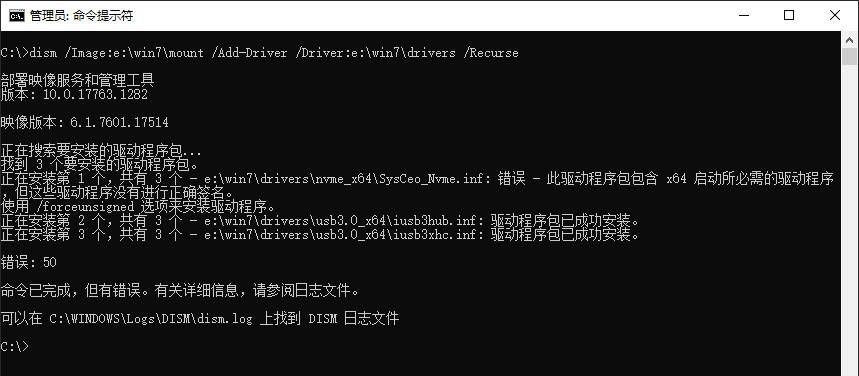 管理员: 命令提示符
C:\>dism /Image:e:\win7\mount /Add-Driver /Driver:e:\win7\drivers /Recurse
部署映像服务和管理工具
版本: 10.0.17763.1282
映像版本: 6.1.7601.17514
正在搜索要安装的驱动程序包...
找到 3 个要安装的驱动程序包。
正在安装第 1 个，共有 3 个 - e:\win7\drivers\nvme_x64\SysCeo_Nvme.inf: 错误 - 此驱动程序包包含 x64 启动所必需的驱动程序
，但这些驱动程序没有进行正确签名。
使用 /forceunsigned 选项来安装驱动程序。
正在安装第 2 个，共有 3 个 - e:\win7\drivers\usb3.0_x64\iusb3hub.inf: 驱动程序包已成功安装。
正在安装第 3 个，共有 3 个 - e:\win7\drivers\usb3.0_x64\iusb3xhc.inf: 驱动程序包已成功安装。
错误: 50
命令已完成，但有错误。有关详细信息，请参阅日志文件。
可以在 C:\WINDOWS\Logs\DISM\dism.log 上找到 DISM 日志文件
C:\>